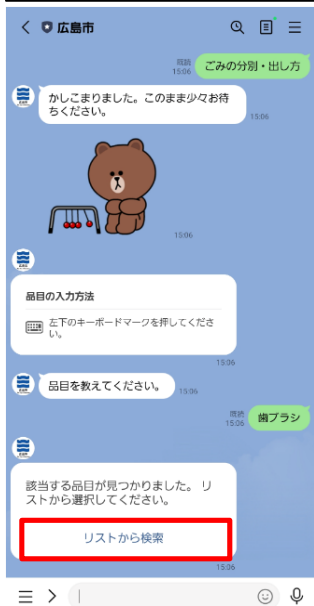 広島市
既読
15:06
ごみの分別・出し方
かしこまりました。このまま少々お待
ちください。
15:06
15:06
品目の入力方法
左下のキーボードマークを押してくださ
い。
15:06
品目を教えてください。
15:06
既読
15:06
歯ブラシ
該当する品目が見つかりました。 リ
ストから選択してください。
リストから検索
15:06